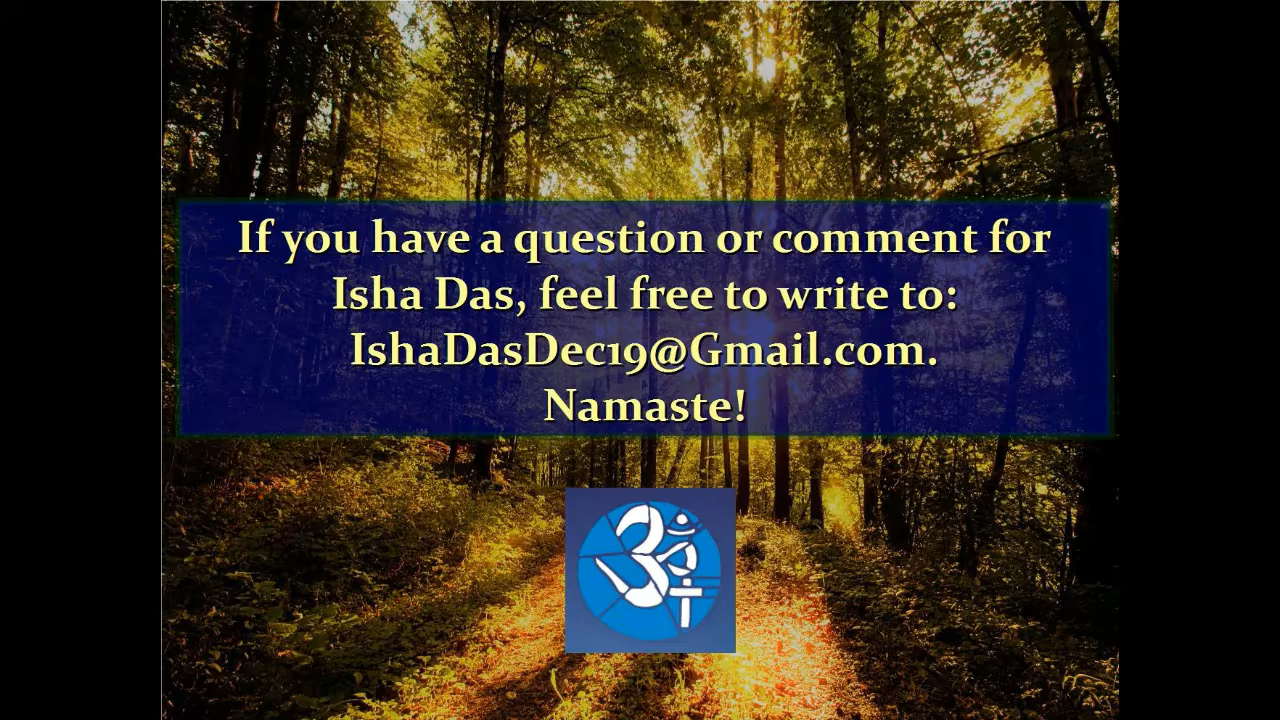 If you have a question or comment for
Isha Das, feel free to write to:
IshaDasDec19@Gmail.com.
Namaste!